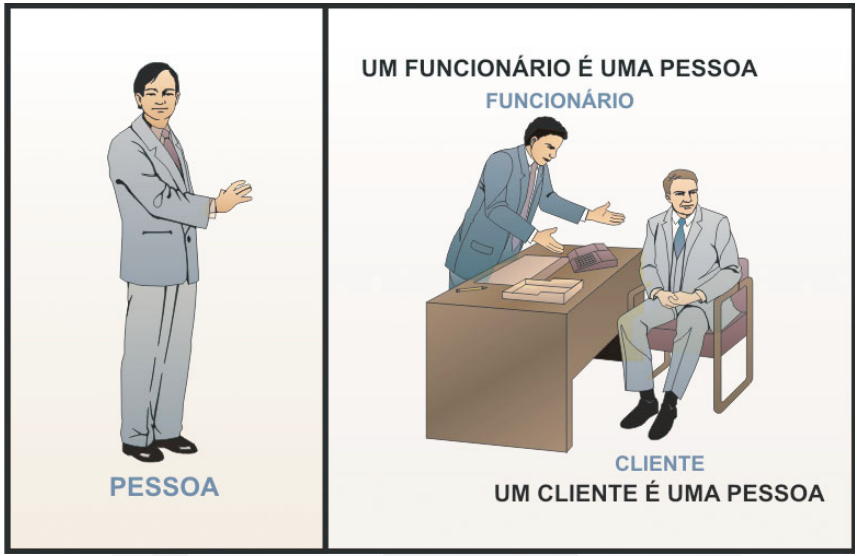 PESSOA
UM FUNCIONÁRIO É UMA PESSOA
FUNCIONÁRIO
CLIENTE
UM CLIENTE É UMA PESSOA